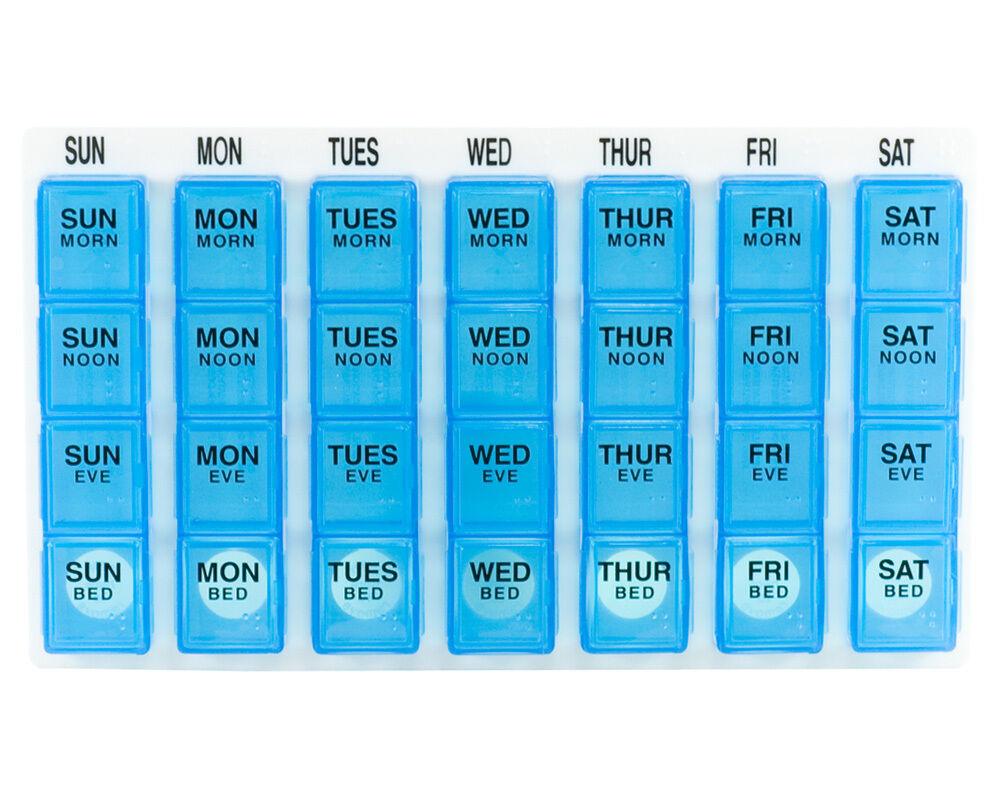 SUN MON TUES WED THUR FRI SAT
SUN MON TUES WED THUR FRI SAT
MORN MORN MORN MORN MORN MORN MORN
SUN MON TUES WED THUR FRI SAT
NOON NOON NOON NOON NOON NOON NOON
SUN MON TUES WED THUR FRI SAT
EVE EVE EVE EVE EVE EVE EVE
SUN MON TUES WED THUR FRI SAT
BED BED BED BED BED BED BED